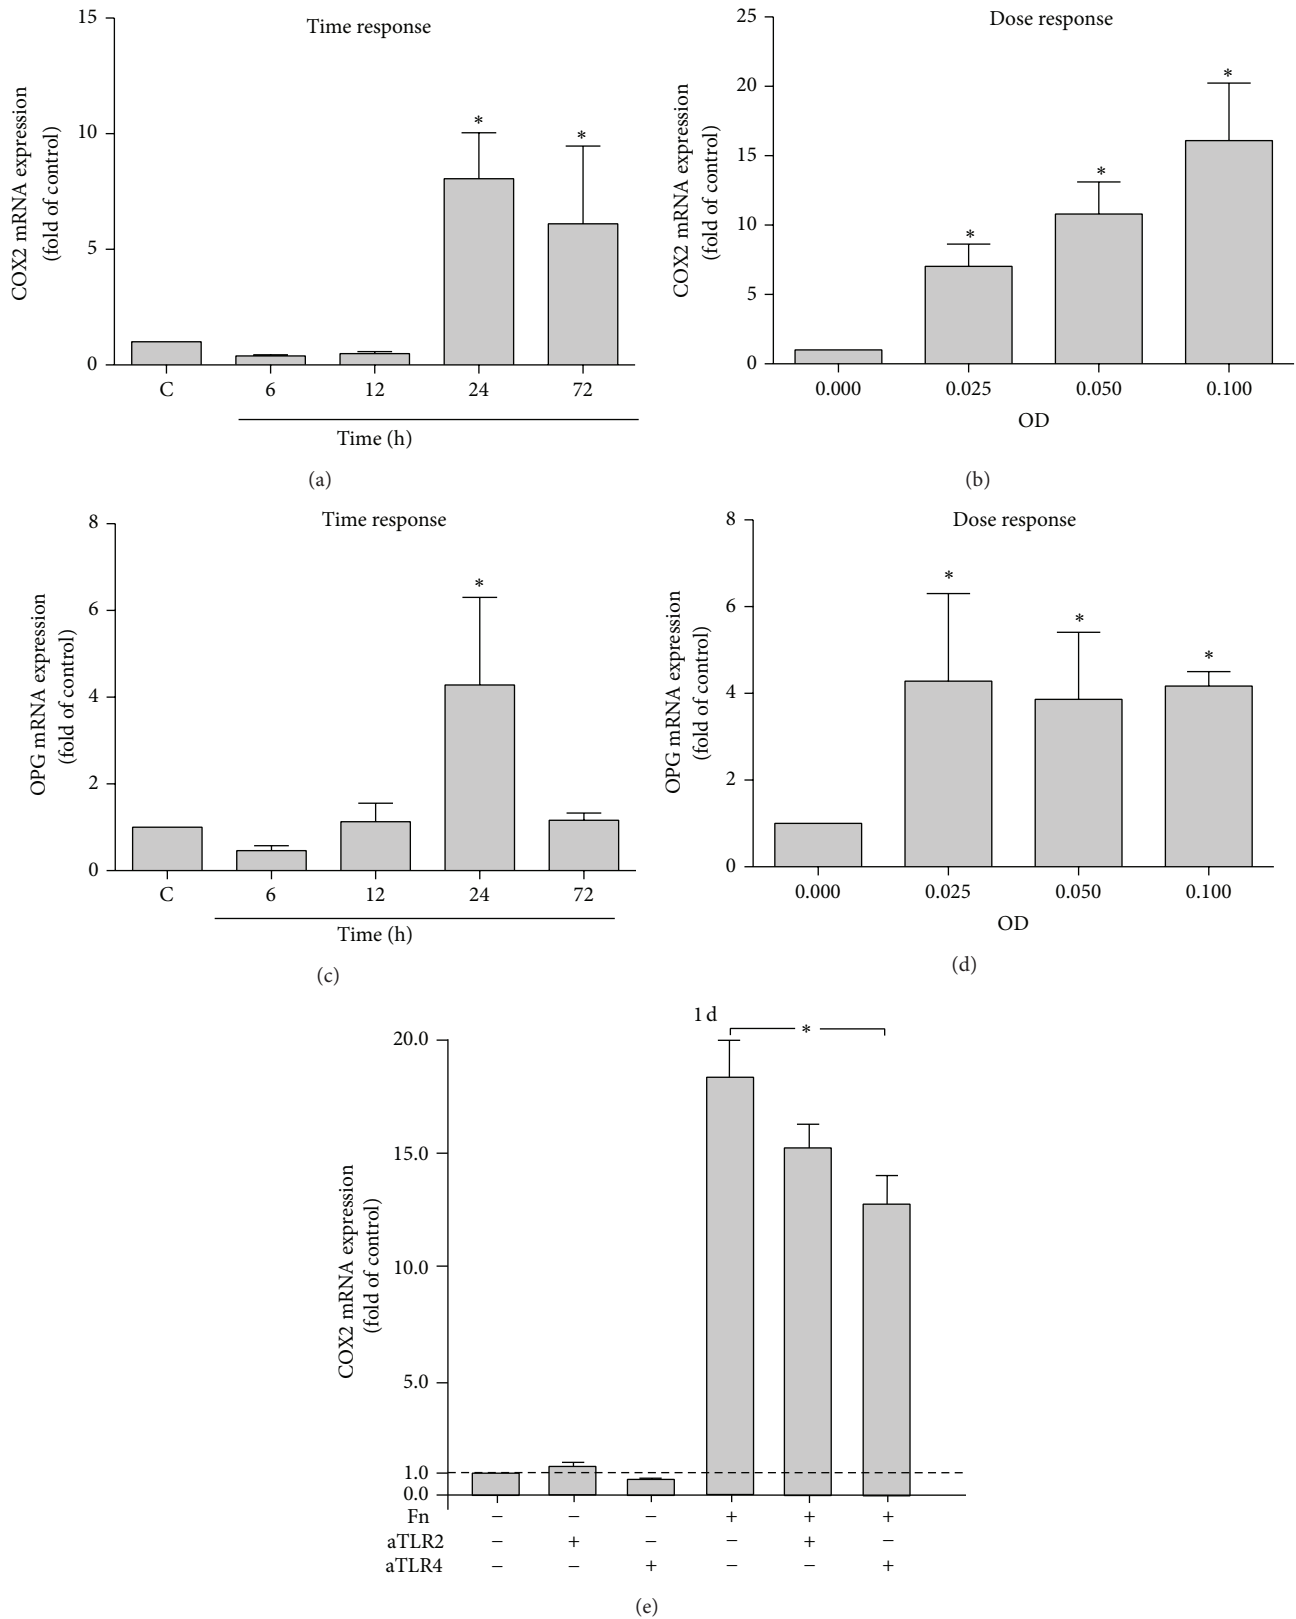 Time response
COX2 mRNA expression
(fold of control)
15
10
5
0
*
*
C 6 12 24 72
Time (h)
(a)
Dose response
COX2 mRNA expression
(fold of control)
25
20
15
10
5
0
*
*
*
0.000 0.025 0.050 0.100
OD
(b)
Time response
OPG mRNA expression
(fold of control)
8
6
4
2
0
*
C 6 12 24 72
Time (h)
(c)
Dose response
OPG mRNA expression
(fold of control)
8
6
4
2
0
*
*
*
0.000 0.025 0.050 0.100
OD
(d)
1 d
*
COX2 mRNA expression
(fold of control)
20.0
15.0
10.0
5.0
1.0
0.0
Fn − − − + + +
aTLR2 − + − − + −
aTLR4 − − + − − +
(e)